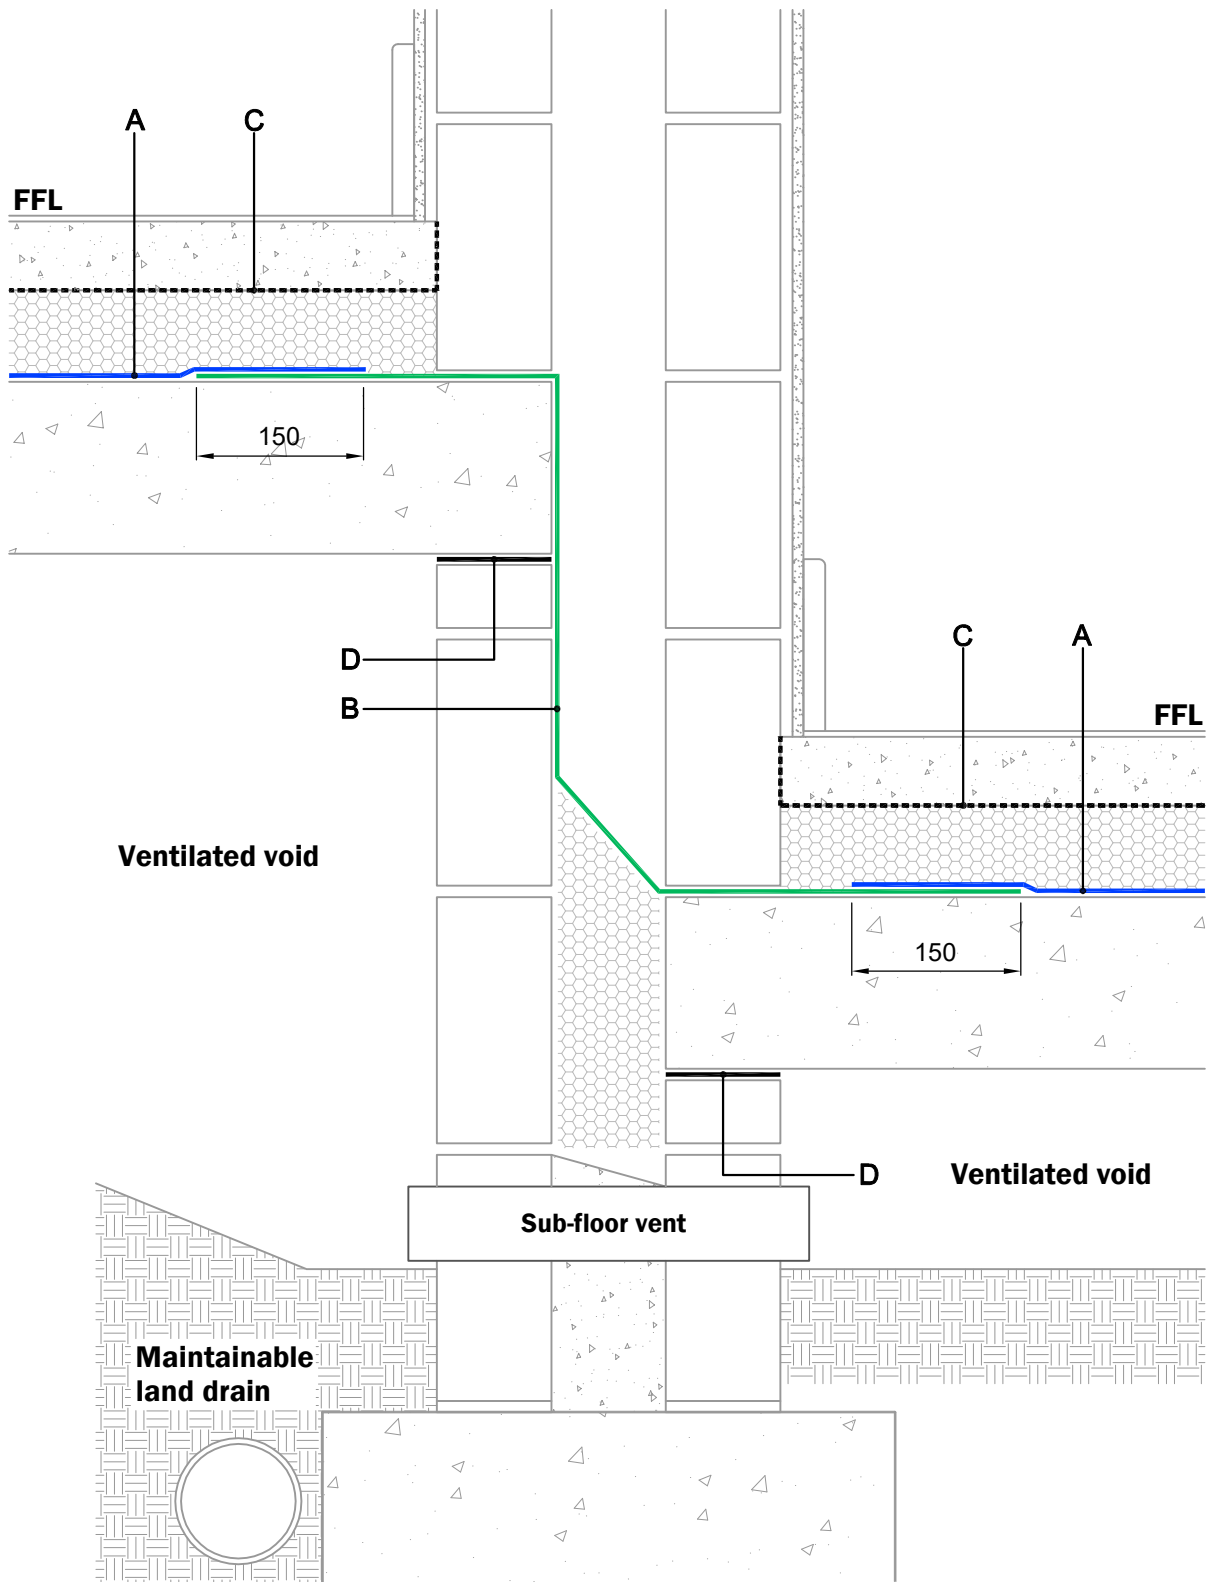 A
C
FFL
150
D
B
C
A
FFL
Ventilated void
150
D
Ventilated void
Sub-floor vent
Maintainable
land drain